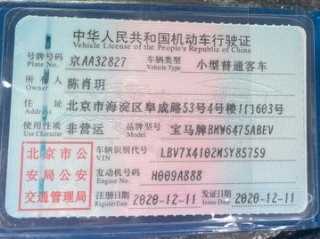 中华人民共和国机动车行驶证
Vehicle License of the People's Republic of China
号牌号码 京AA32827 车辆类型 小型普通客车
Plate No. Vehicle Type
所有人 陈肖玥
Owner
住址 北京市海淀区阜成路53号4号楼1门603号
Address
使用性质 非营运 品牌型号 宝马牌BMW6475ABEV
Use Character Model
北京市公
安局公安
交通管理局
车辆识别代号 LBV7X4102MSY85759
VIN
发动机号码 H009A888
Engine No.
注册日期 2020-12-11 发证日期 2020-12-11
Register Date Issue Date